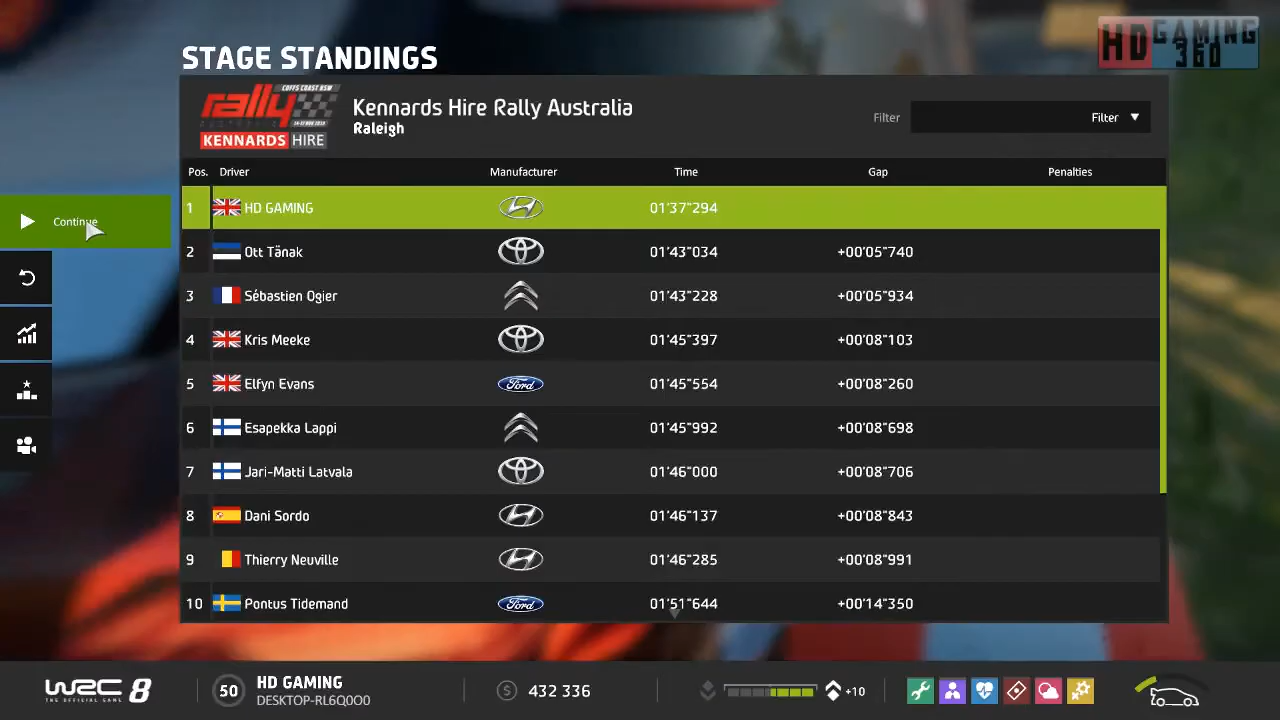 HD GAMING 360
STAGE STANDINGS
COFFS COAST NSW
rally
KENNARDS HIRE
Kennards Hire Rally Australia
Raleigh
Filter Filter
Pos. Driver Manufacturer Time Gap Penalties
Continue
1 HD GAMING 01'37"294
2 Ott Tänak 01'43"034 +00'05"740
3 Sébastien Ogier 01'43"228 +00'05"934
4 Kris Meeke 01'45"397 +00'08"103
5 Elfyn Evans Ford 01'45"554 +00'08"260
6 Esapekka Lappi 01'45"992 +00'08"698
7 Jari-Matti Latvala 01'46"000 +00'08"706
8 Dani Sordo 01'46"137 +00'08"843
9 Thierry Neuville 01'46"285 +00'08"991
10 Pontus Tidemand Ford 01'51"644 +00'14"350
WRC 8
THE OFFICIAL GAME
50 HD GAMING
DESKTOP-RL6Q0O0
432 336
+10